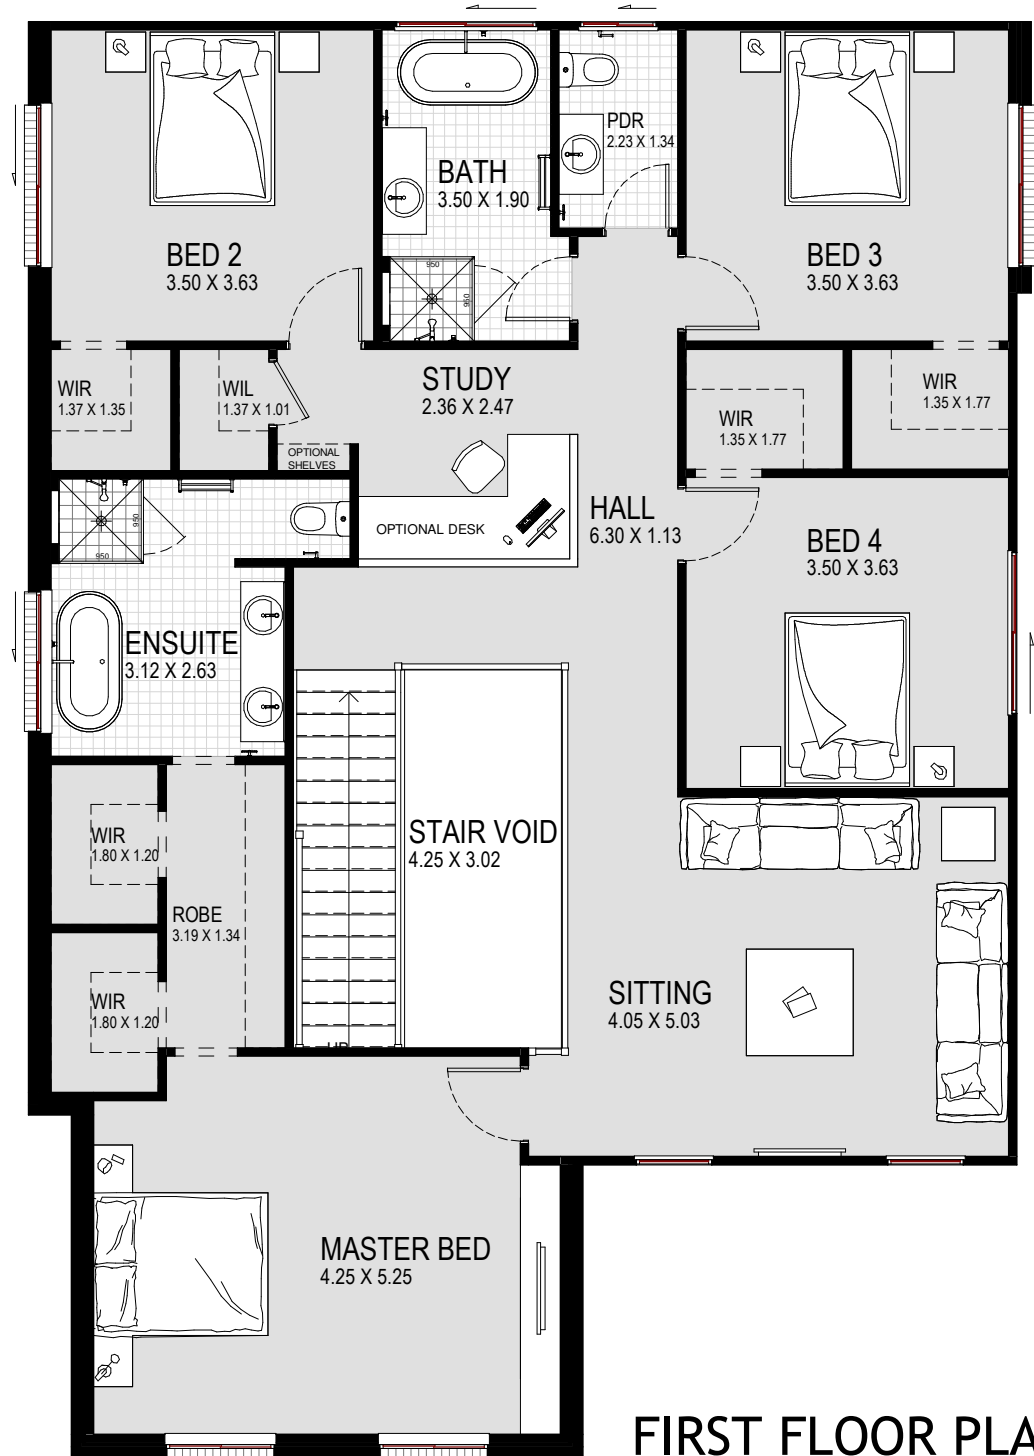 PDR
2.23 X 1.34
BATH
3.50 X 1.90
BED 2
3.50 X 3.63
BED 3
3.50 X 3.63
950
950
WIR
1.37 X 1.35
WIL
1.37 X 1.01
STUDY
2.36 X 2.47
WIR
1.35 X 1.77
WIR
1.35 X 1.77
OPTIONAL
SHELVES
OPTIONAL DESK
HALL
6.30 X 1.13
BED 4
3.50 X 3.63
950
950
ENSUITE
3.12 X 2.63
WIR
1.80 X 1.20
STAIR VOID
4.25 X 3.02
ROBE
3.19 X 1.34
WIR
1.80 X 1.20
SITTING
4.05 X 5.03
MASTER BED
4.25 X 5.25
FIRST FLOOR PLA